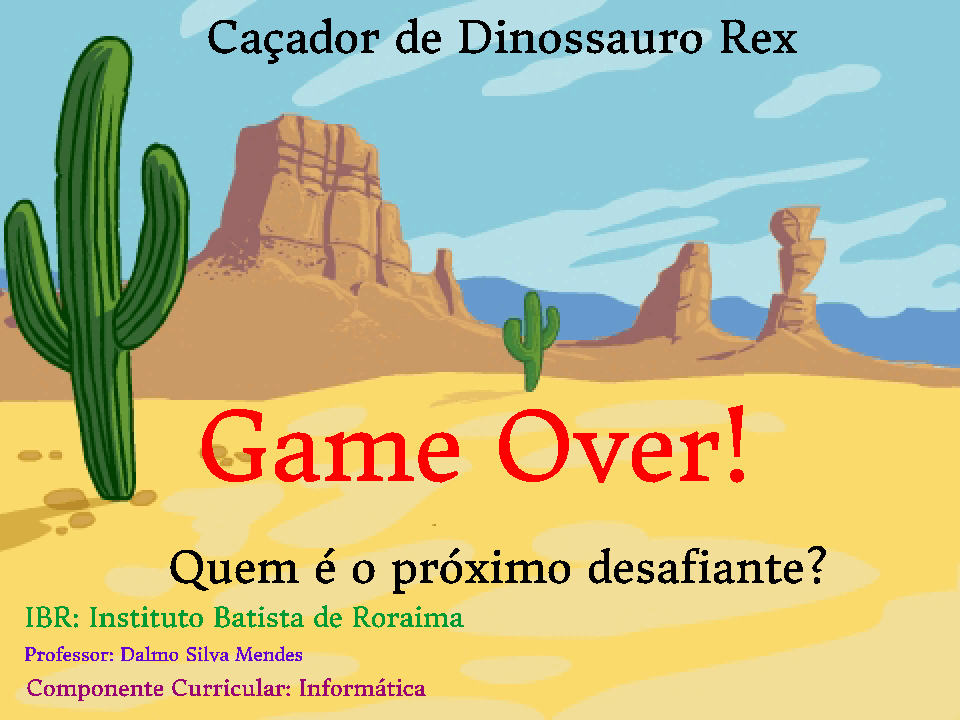 Caçador de Dinossauro Rex
Game Over!
Quem é o próximo desafiante?
IBR: Instituto Batista de Roraima
Professor: Dalmo Silva Mendes
Componente Curricular: Informática